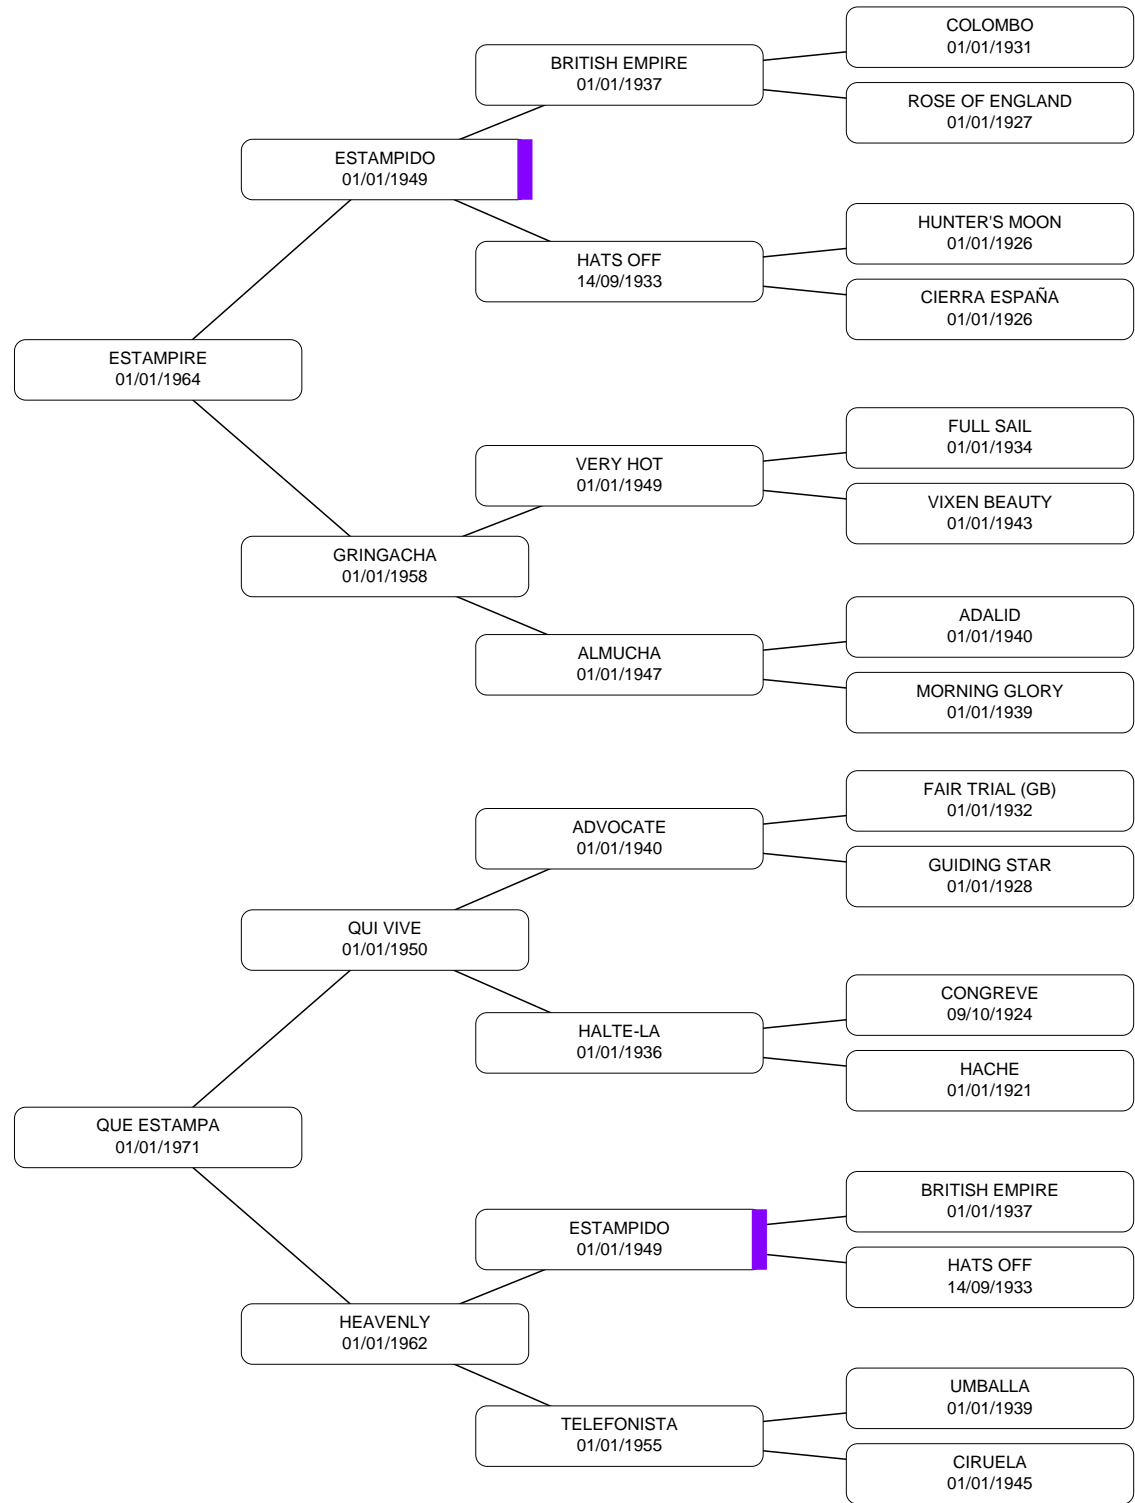 COLOMBO
01/01/1931
BRITISH EMPIRE
01/01/1937
ROSE OF ENGLAND
01/01/1927
ESTAMPIDO
01/01/1949
HUNTER'S MOON
01/01/1926
HATS OFF
14/09/1933
CIERRA ESPAÑA
01/01/1926
ESTAMPIRE
01/01/1964
FULL SAIL
01/01/1934
VERY HOT
01/01/1949
VIXEN BEAUTY
01/01/1943
GRINGACHA
01/01/1958
ADALID
01/01/1940
ALMUCHA
01/01/1947
MORNING GLORY
01/01/1939
FAIR TRIAL (GB)
01/01/1932
ADVOCATE
01/01/1940
GUIDING STAR
01/01/1928
QUI VIVE
01/01/1950
CONGREVE
09/10/1924
HALTE-LA
01/01/1936
HACHE
01/01/1921
QUE ESTAMPA
01/01/1971
BRITISH EMPIRE
01/01/1937
ESTAMPIDO
01/01/1949
HATS OFF
14/09/1933
HEAVENLY
01/01/1962
UMBALLA
01/01/1939
TELEFONISTA
01/01/1955
CIRUELA
01/01/1945